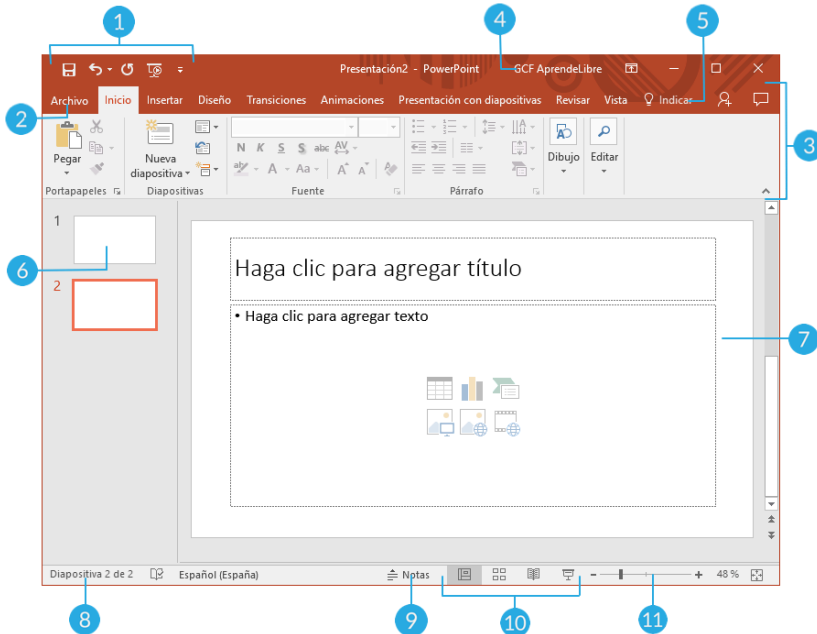 1
4
5
Presentación2 - PowerPoint
GCF AprendeLibre
Archivo Inicio Insertar Diseño Transiciones Animaciones Presentación con diapositivas Revisar Vista Indicar
2
3
N K S S abc AV
Aa A A A
Pegar
Nueva
diapositiva
Dibujo
Editar
Portapapeles
Diapositivas
Fuente
Párrafo
1
6
2
Haga clic para agregar título
• Haga clic para agregar texto
7
Diapositiva 2 de 2
Español (España)
Notas
48 %
8
9
10
11